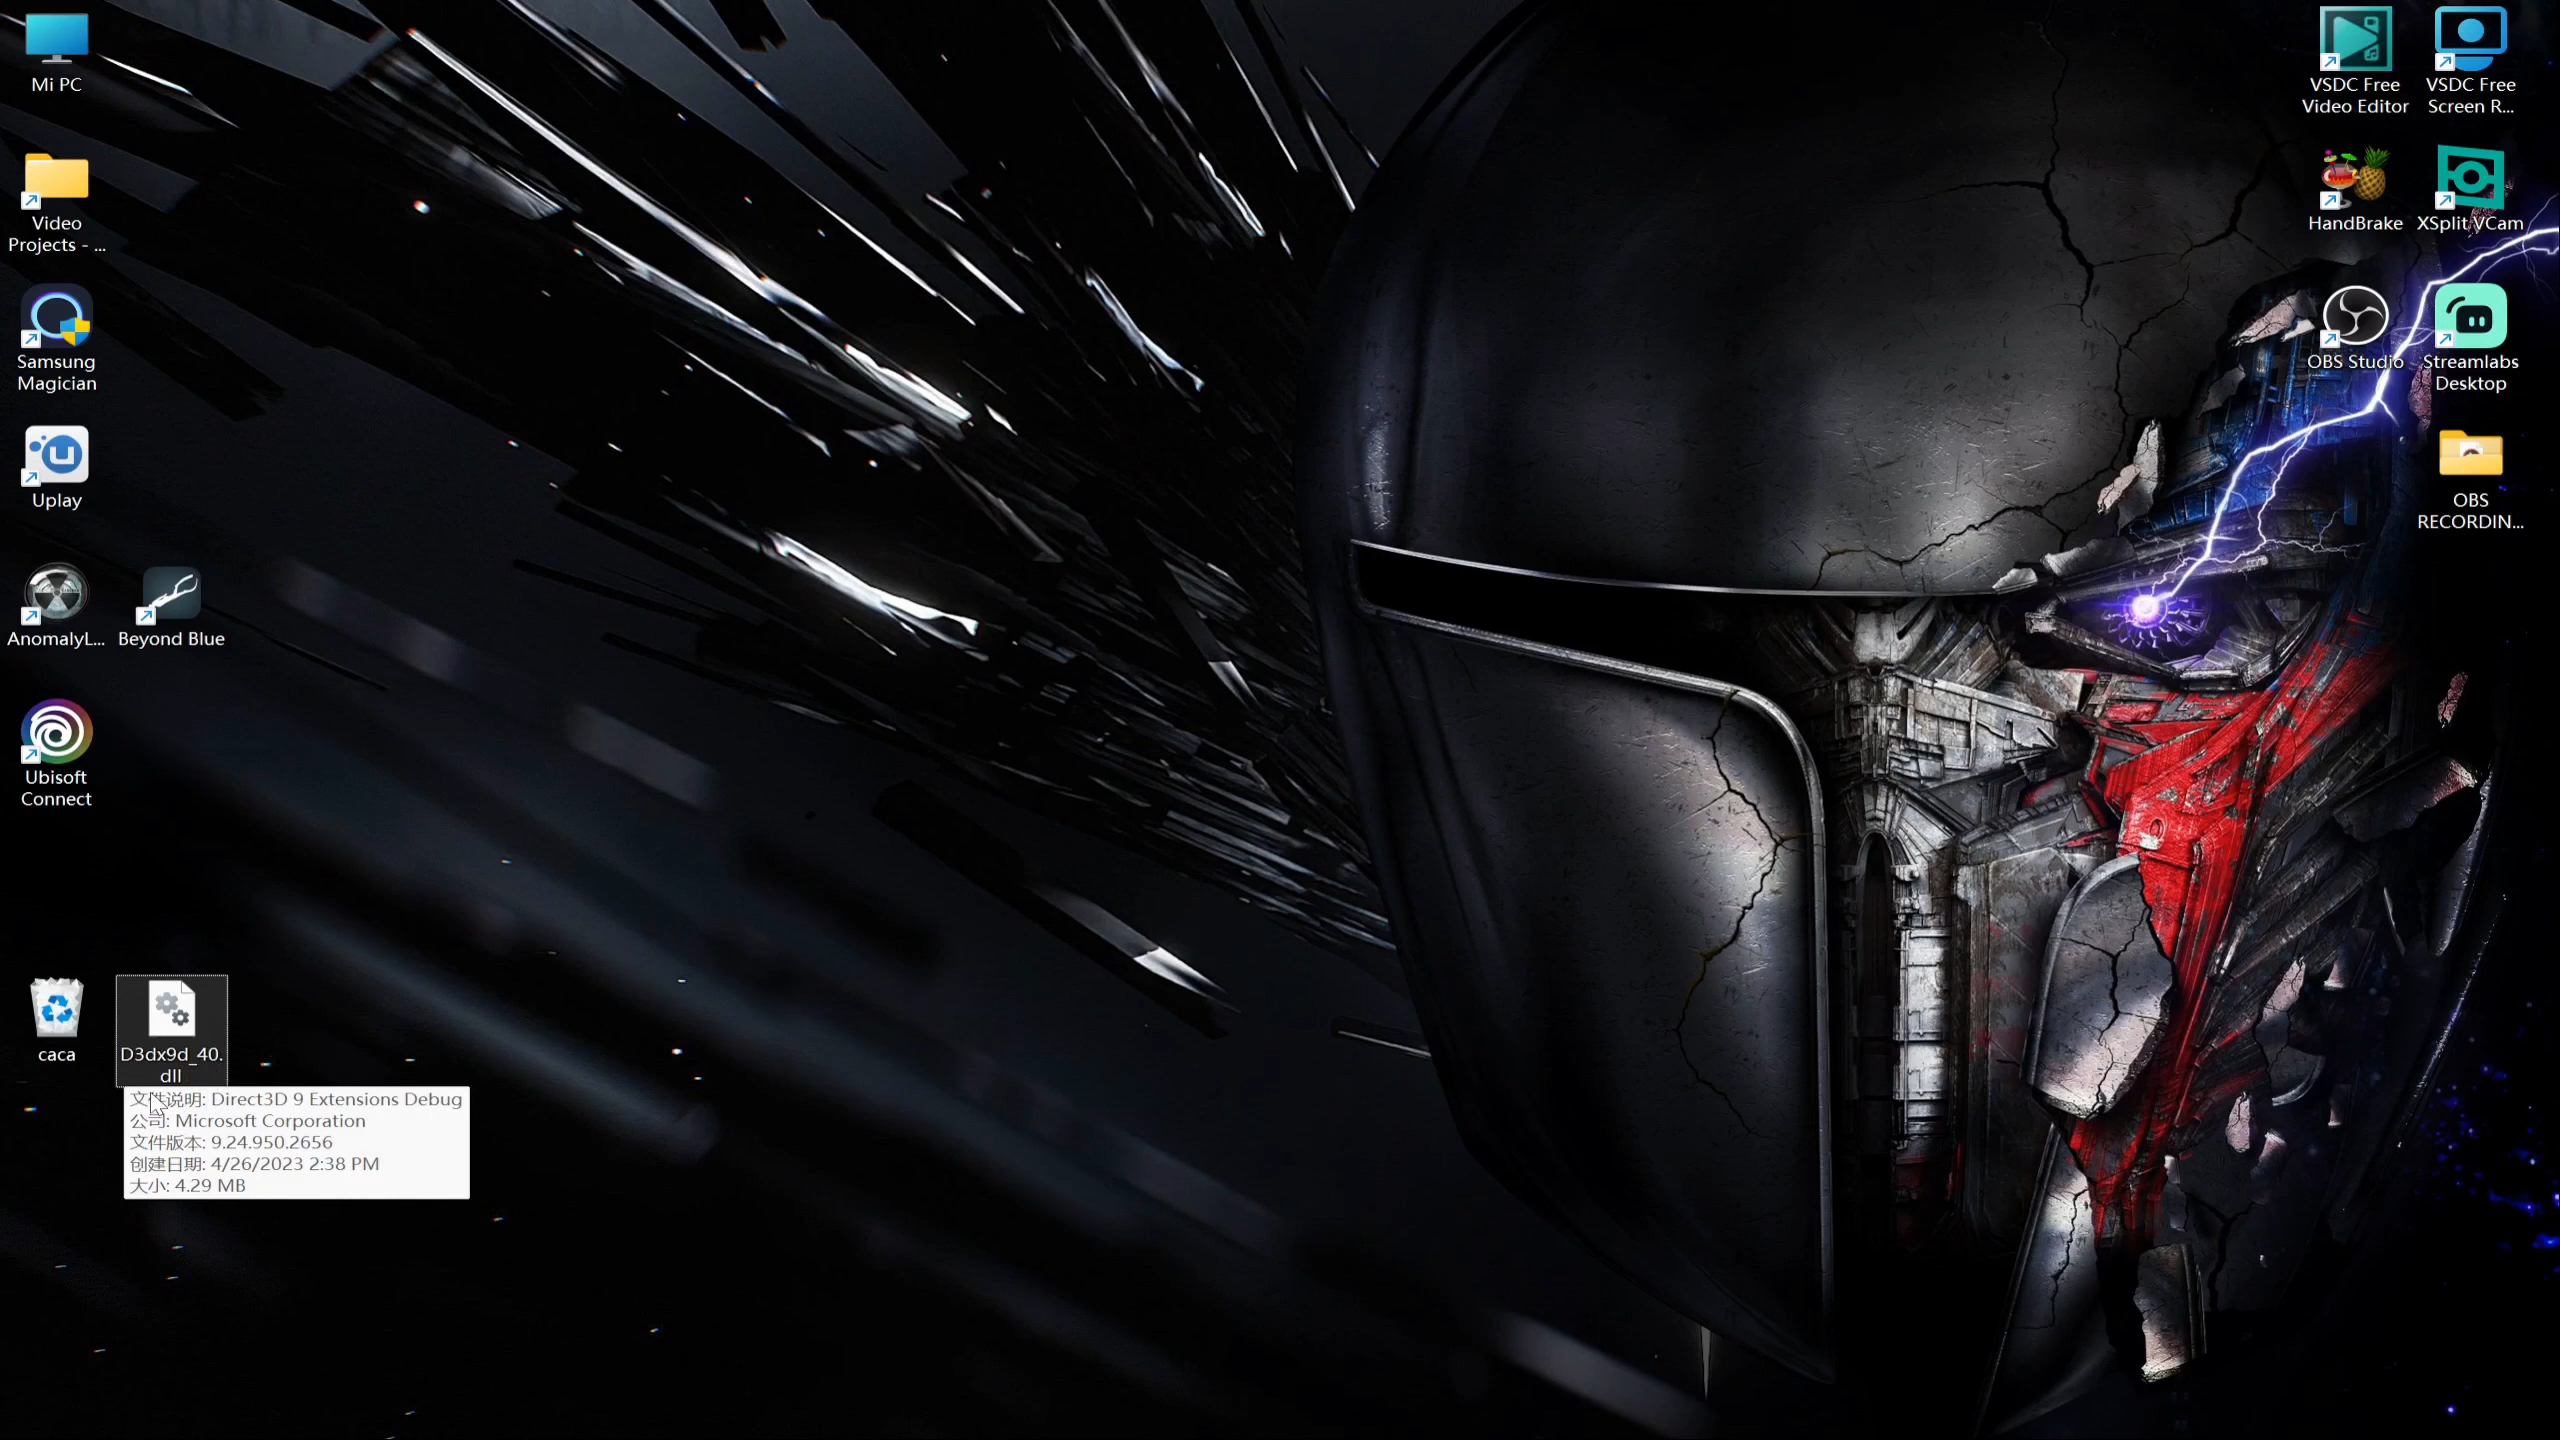 Mi PC
Video
Projects - ...
Samsung
Magician
Uplay
AnomalyL...
Beyond Blue
Ubisoft
Connect
caca
D3dx9d_40.
dll
文件说明: Direct3D 9 Extensions Debug
公司: Microsoft Corporation
文件版本: 9.24.950.2656
创建日期: 4/26/2023 2:38 PM
大小: 4.29 MB
VSDC Free
Video Editor
VSDC Free
Screen R...
HandBrake
XSplit VCam
OBS Studio
Streamlabs
Desktop
OBS
RECORDIN...